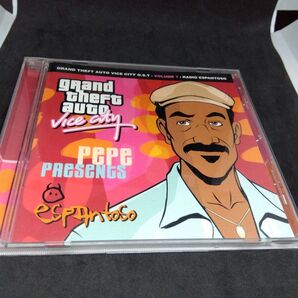 GRAND THEFT AUTO VICE CITY O.S.T : VOLUME 7 : RADIO ESPANTOSO
grand
theft
auto
Vice City
PEPE
PRESENTS
espantoso